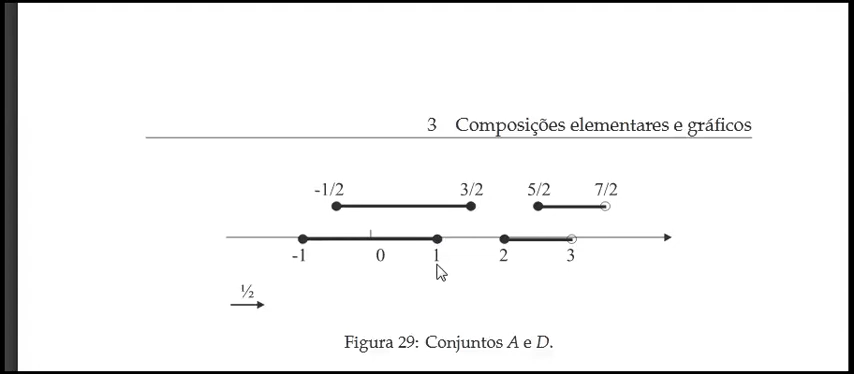 3 Composições elementares e gráficos
-1/2 3/2 5/2 7/2
-1 0 1 2 3
½
Figura 29: Conjuntos A e D.